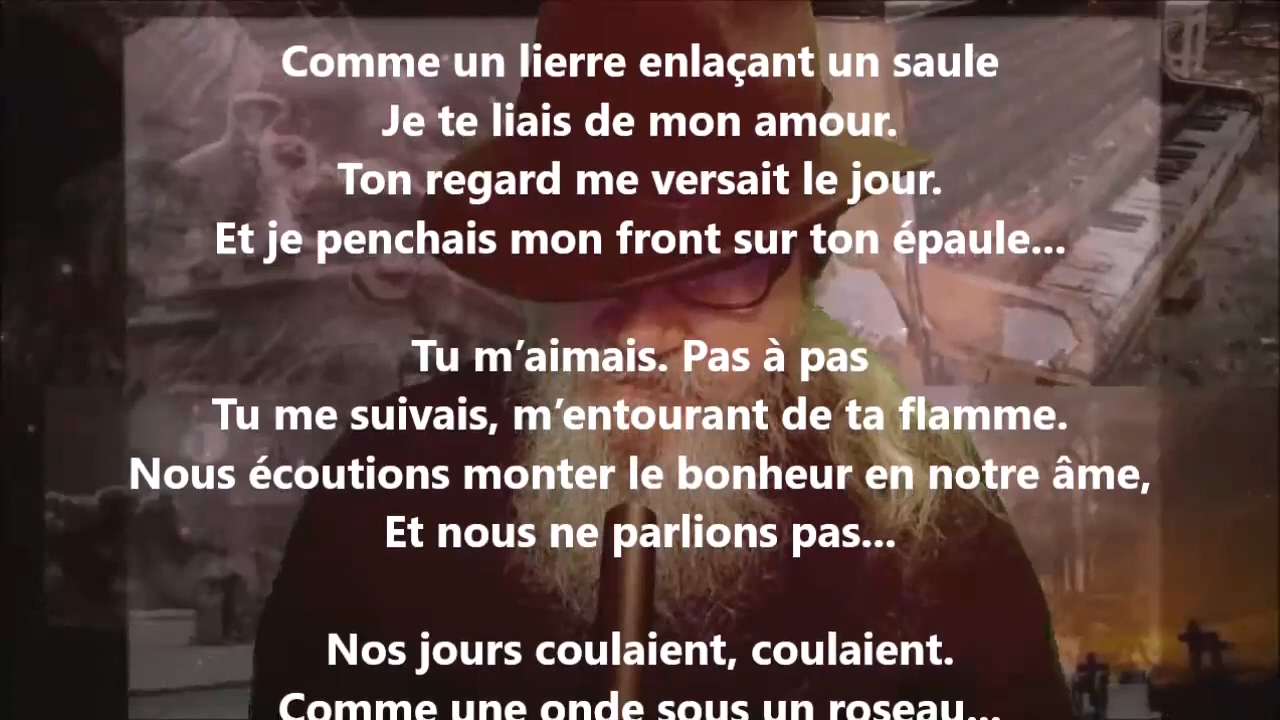 Comme un lierre enlaçant un saule
Je te liais de mon amour.
Ton regard me versait le jour.
Et je penchais mon front sur ton épaule...
Tu m’aimais. Pas à pas
Tu me suivais, m’entourant de ta flamme.
Nous écoutions monter le bonheur en notre âme,
Et nous ne parlions pas...
Nos jours coulaient, coulaient.
Comme une onde sous un roseau...